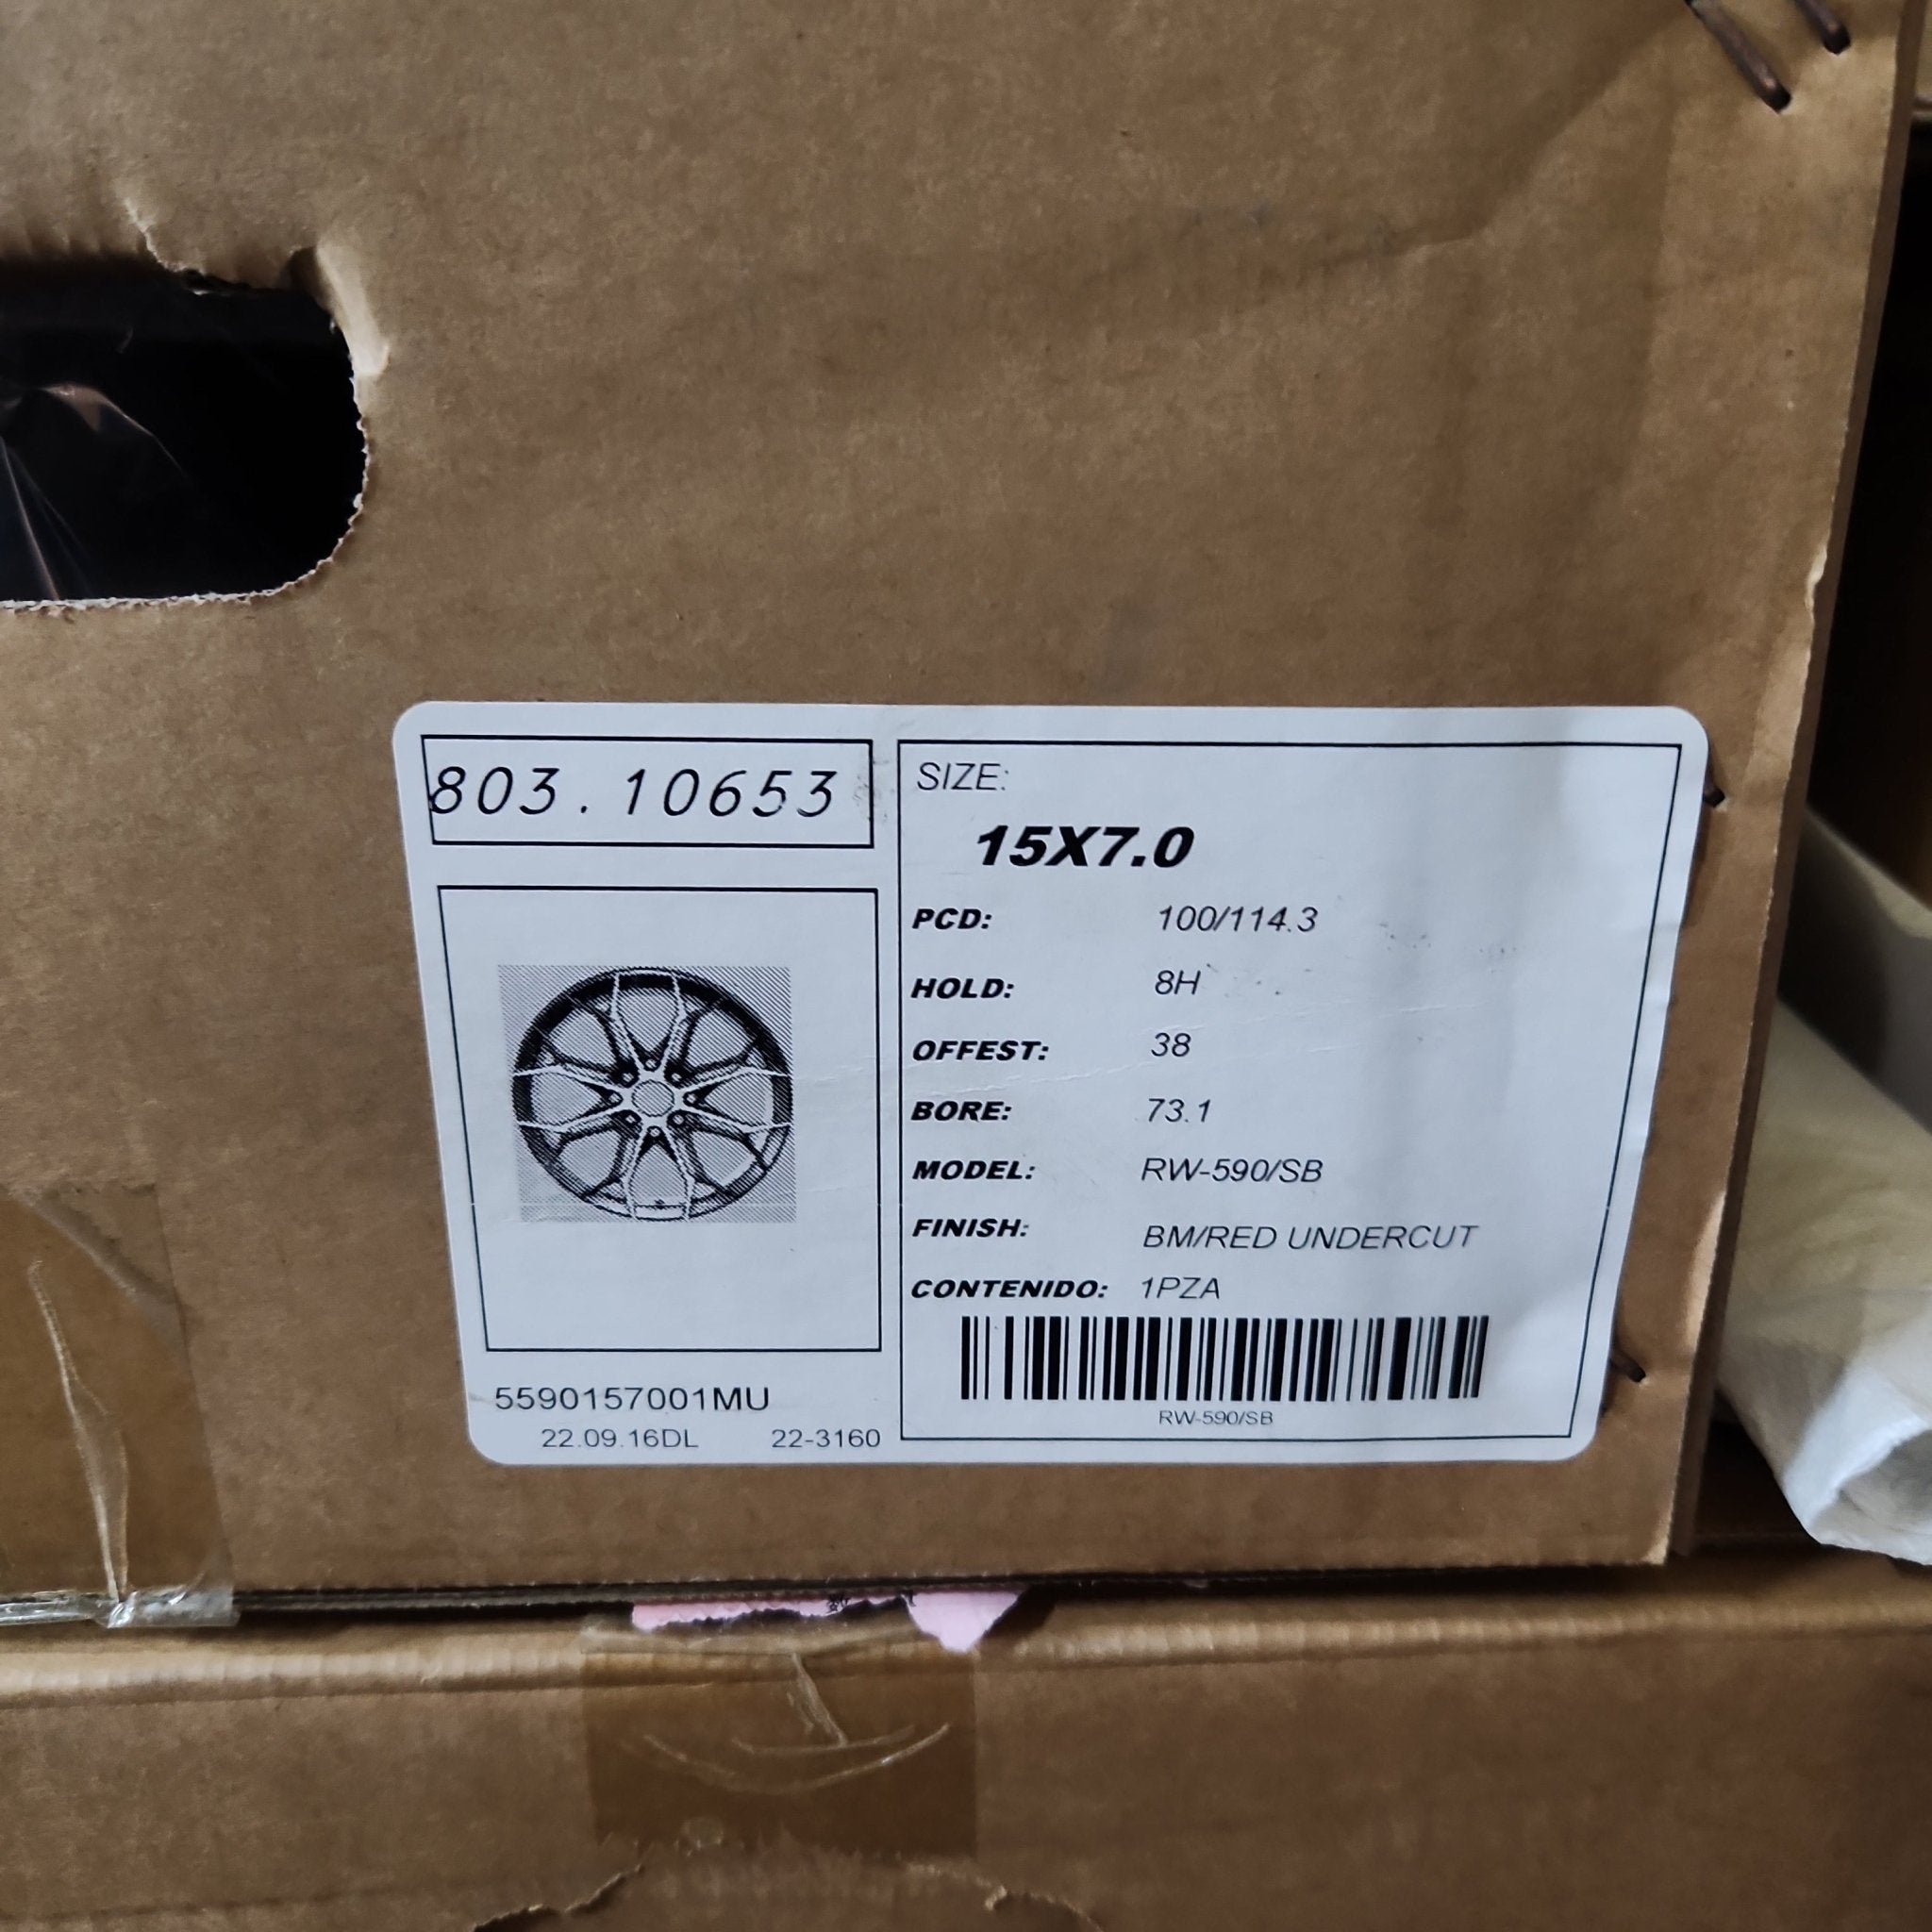 803.10653
SIZE:
15X7.0
PCD: 100/114.3
HOLD: 8H
OFFEST: 38
BORE: 73.1
MODEL: RW-590/SB
FINISH: BM/RED UNDERCUT
CONTENIDO: 1PZA
RW-590/SB
5590157001MU
22.09.16DL 22-3160